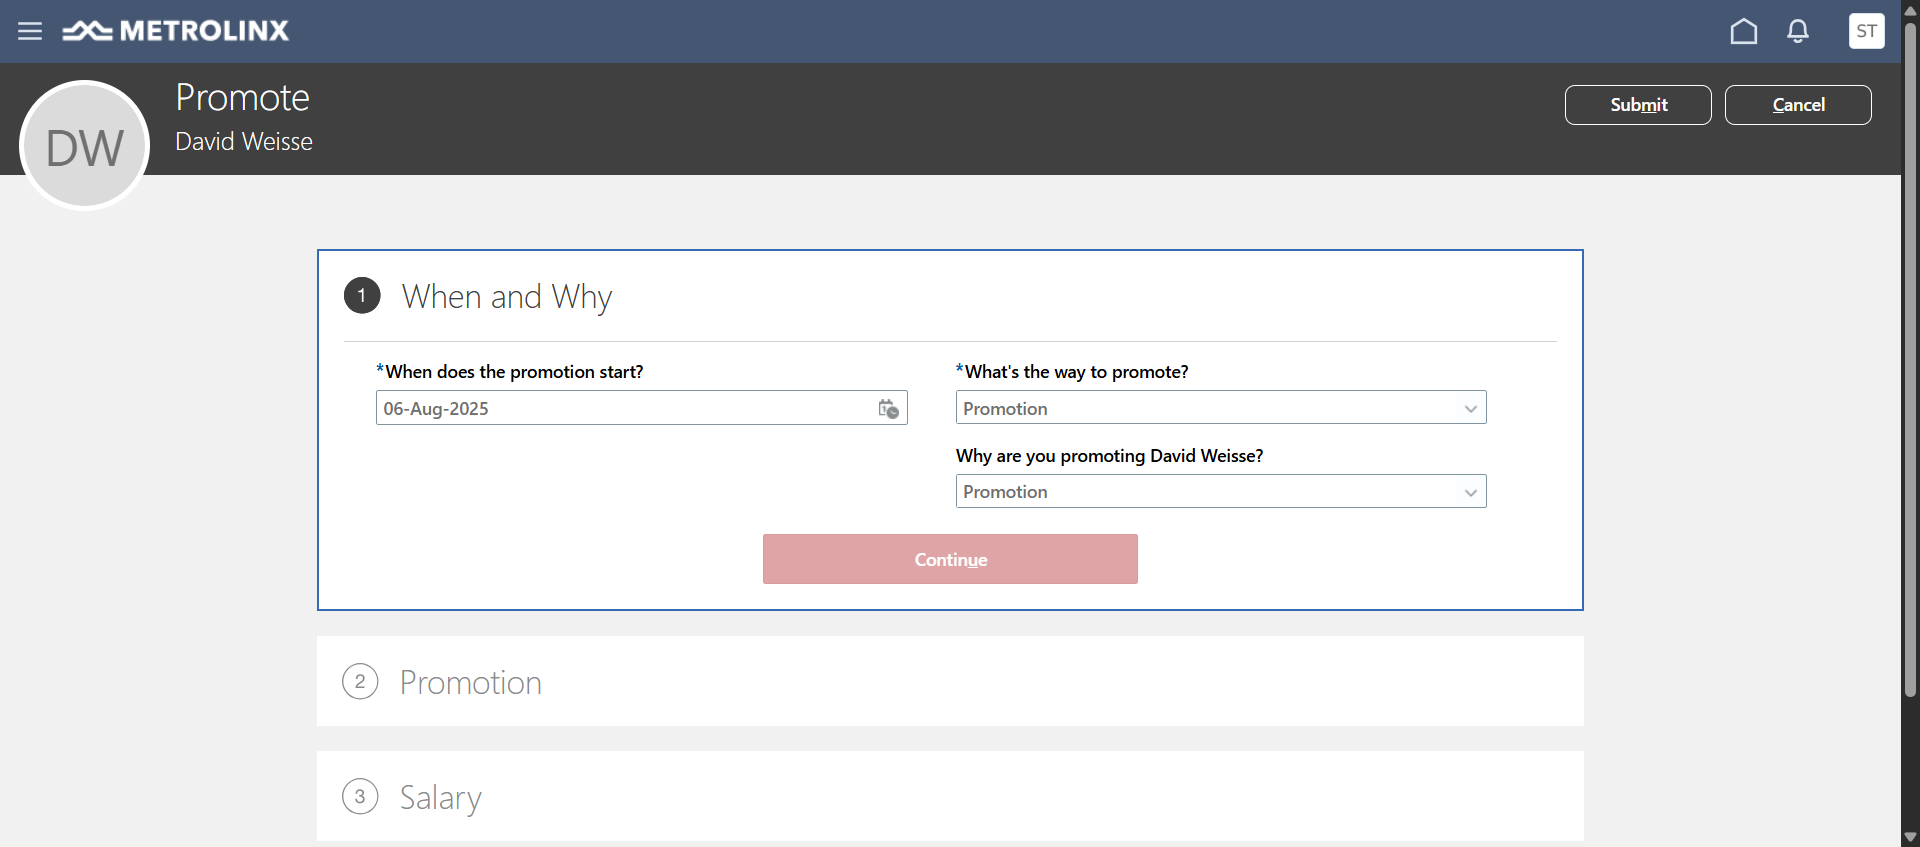 METROLINX
ST
DW
Promote
David Weisse
Submit
Cancel
1
When and Why
*When does the promotion start?
06-Aug-2025
*What's the way to promote?
Promotion
Why are you promoting David Weisse?
Promotion
Continue
2
Promotion
3
Salary